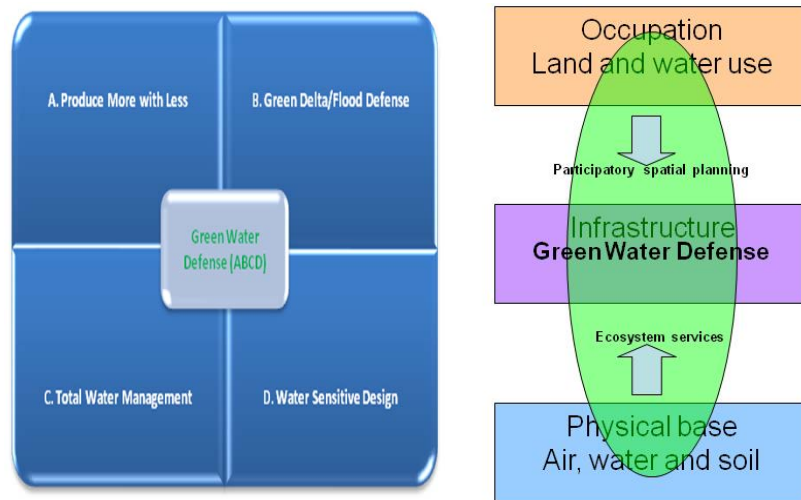 A. Produce More with Less
B. Green Delta/Flood Defense
Green Water
Defense (ABCD)
C. Total Water Management
D. Water Sensitive Design
Occupation
Land and water use
Participatory spatial planning
Infrastructure
Green Water Defense
Ecosystem services
Physical base
Air, water and soil